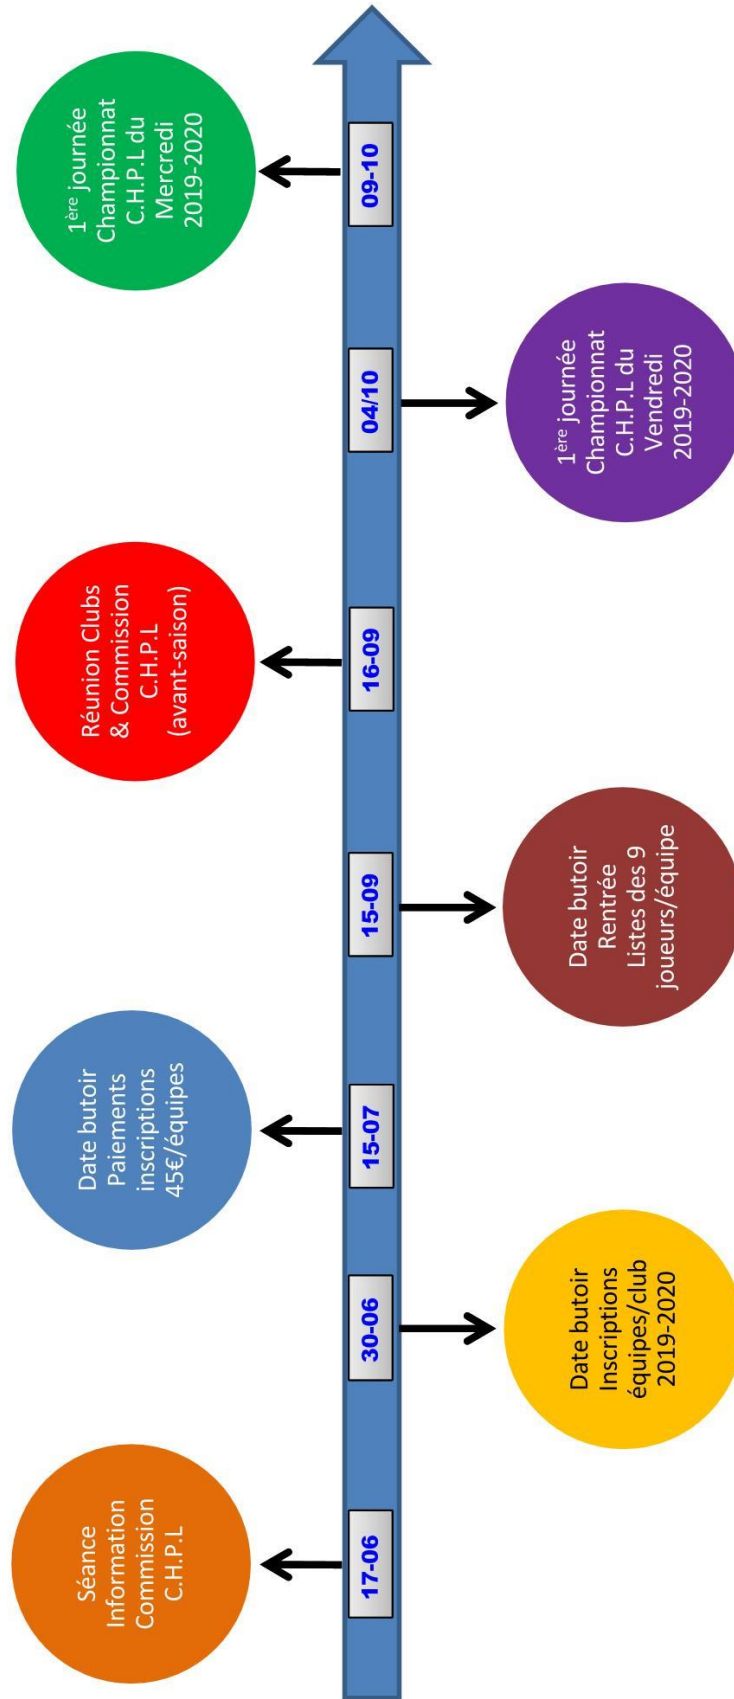 Séance
Information
Commission
C.H.P.L
17-06
30-06
Date butoir
Inscriptions
équipes/club
2019-2020
Date butoir
Paiements
inscriptions
45€/équipes
15-07
15-09
Date butoir
Rentrée
Listes des 9
joueurs/équipe
Réunion Clubs
& Commission
C.H.P.L
(avant-saison)
16-09
04/10
1ère journée
Championnat
C.H.P.L du
Vendredi
2019-2020
1ère journée
Championnat
C.H.P.L du
Mercredi
2019-2020
09-10